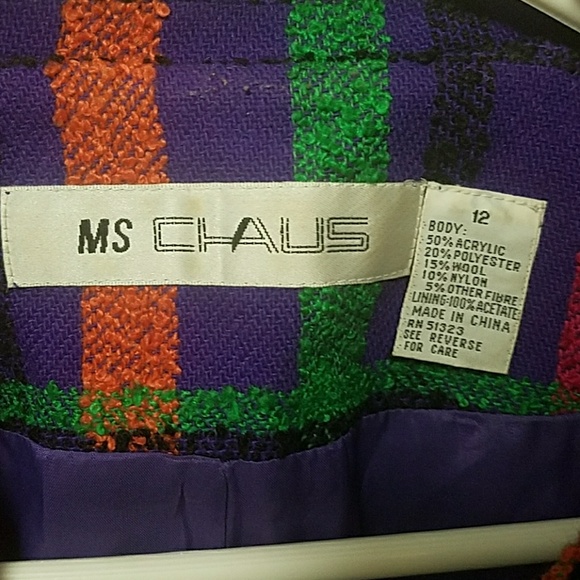 MS CHAUS
12
BODY:
50% ACRYLIC
20% POLYESTER
15% WOOL
10% NYLON
5% OTHER FIBRE
LINING:100% ACETATE
MADE IN CHINA
RN 51323
SEE REVERSE
FOR CARE